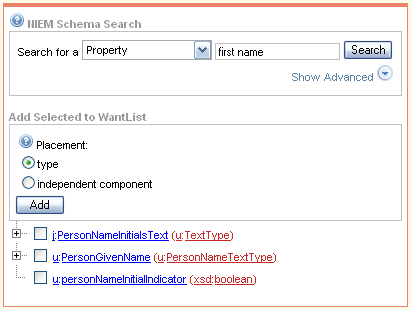 NIEM Schema Search
Search for a Property first name Search
Show Advanced
Add Selected to WantList
Placement:
type
independent component
Add
j:PersonNameInitialsText (u:TextType)
u:PersonGivenName (u:PersonNameTextType)
u:personNameInitialIndicator (xsd:boolean)